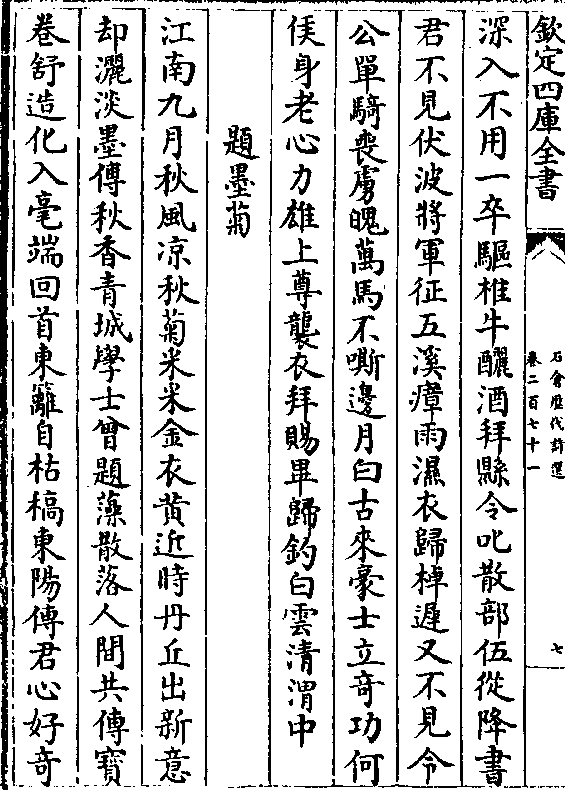 欽定四庫全書
石倉歷代詩選
卷二百七十一
七
深入不用一卒驅椎牛釃酒拜縣令叱散部伍從降書
君不見伏波將軍征五溪瘴雨濕衣歸棹遲又不見令
公單騎喪虜魄萬馬不嘶邊月白古來豪士立奇功何
侯身老心力雄上尊襲衣拜賜畢歸釣白雲清渭中
題墨菊
江南九月秋風凉秋菊米米金衣黄近時丹丘出新意
却灑淡墨傳秋香青城學士曾題藻散落人間共傳寳
卷舒造化入毫端回首東籬自枯槁東陽傅君心好奇